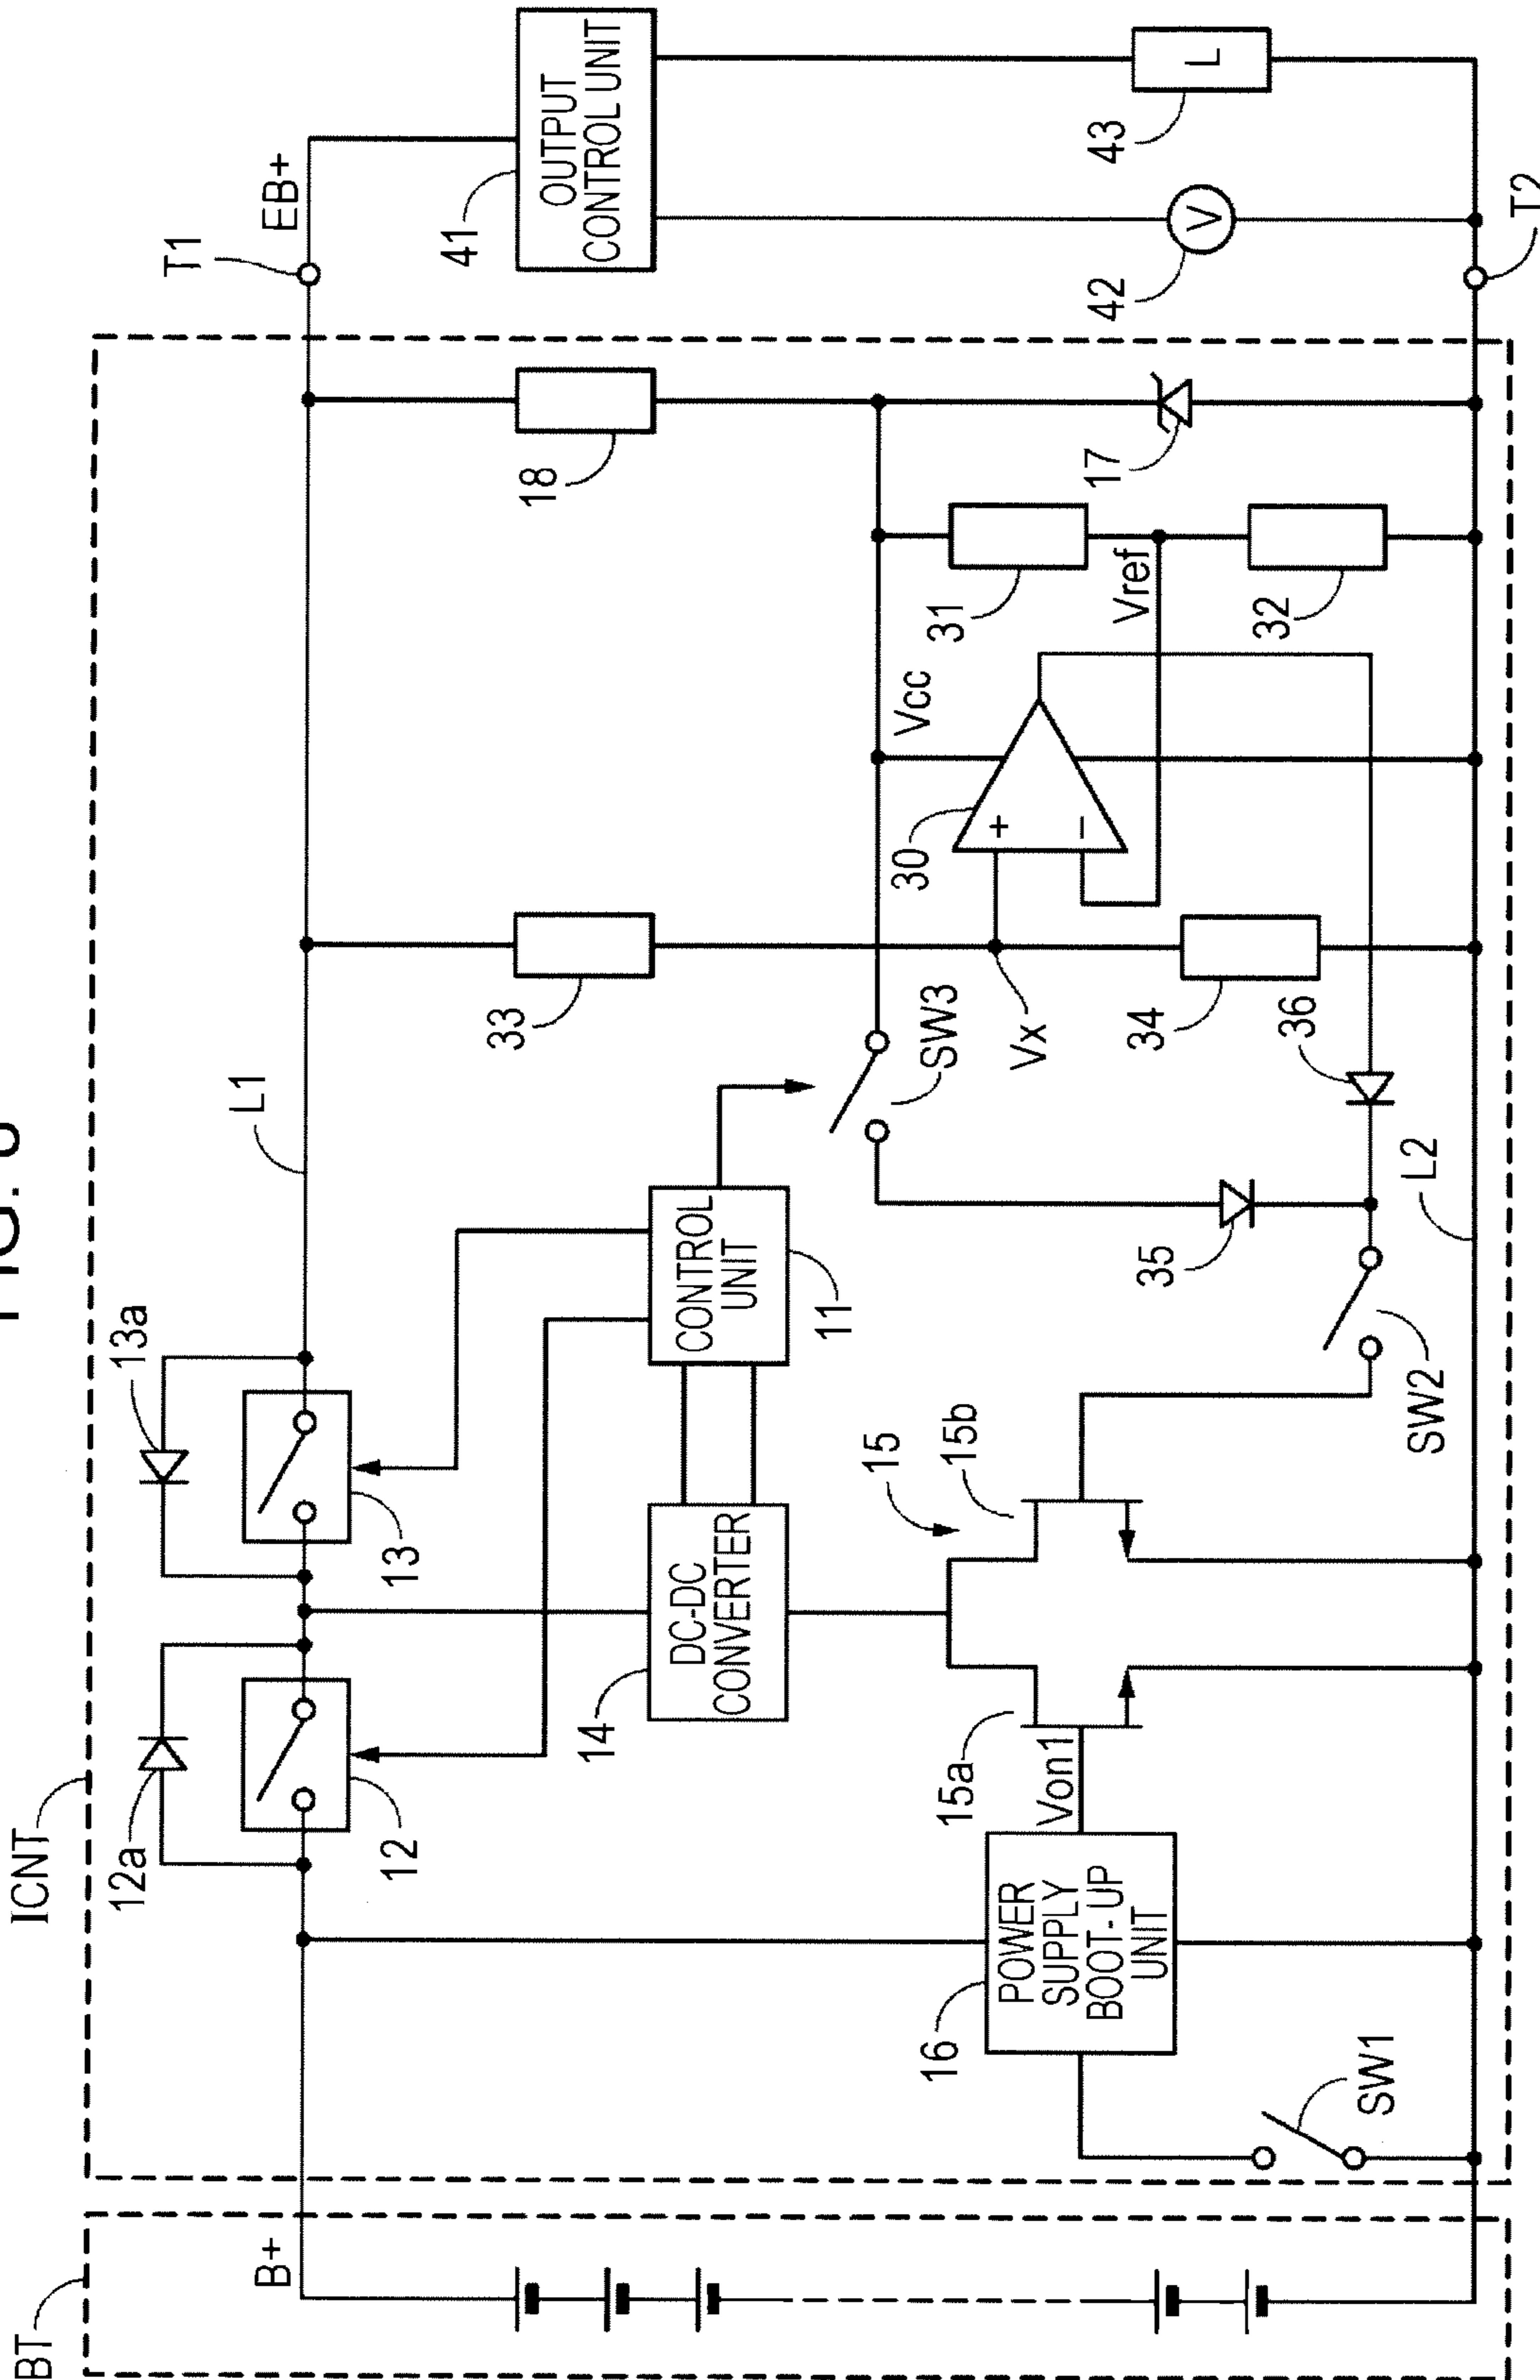 FIG.
BT
ICNT
12a
13a
T1
B+
L1
EB+
12
13
41
OUTPUT
CONTROL UNIT
33
18
14
DC-DC
CONVERTER
CONTROL
UNIT
11
SW3
Vcc
30
+
−
16
POWER
SUPPLY
BOOT-UP
UNIT
Von1
15a
15
15b
Vx
31
Vref
17
42
V
43
L
35
34
36
32
SW1
SW2
L2
T2